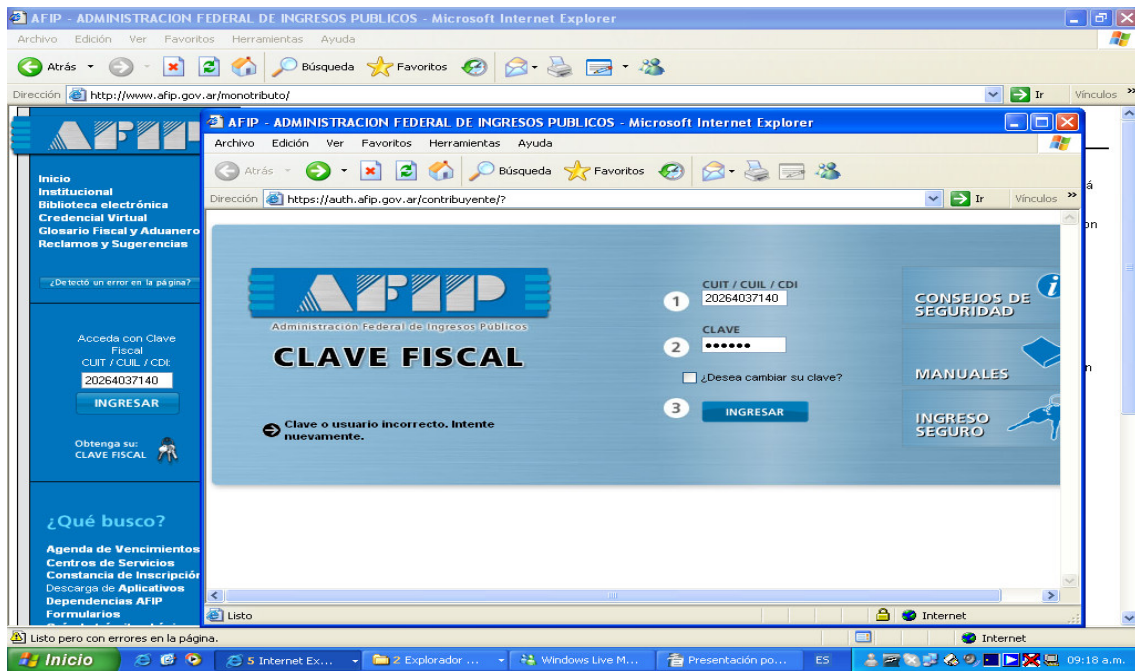 AFIP - ADMINISTRACION FEDERAL DE INGRESOS PUBLICOS - Microsoft Internet Explorer
Archivo Edición Ver Favoritos Herramientas Ayuda
Atrás Búsqueda Favoritos
Dirección http://www.afip.gov.ar/monotributo/ Ir Vínculos »
AFIP
Inicio
Institucional
Biblioteca electrónica
Credencial Virtual
Glosario Fiscal y Aduanero
Reclamos y Sugerencias
¿Detectó un error en la página?
Acceda con Clave
Fiscal
CUIT / CUIL / CDI:
20264037140
INGRESAR
Obtenga su:
CLAVE FISCAL
¿Qué busco?
Agenda de Vencimientos
Centros de Servicios
Constancia de Inscripción
Descarga de Aplicativos
Dependencias AFIP
Formularios
AFIP - ADMINISTRACION FEDERAL DE INGRESOS PUBLICOS - Microsoft Internet Explorer
Archivo Edición Ver Favoritos Herramientas Ayuda
Atrás Búsqueda Favoritos
Dirección https://auth.afip.gov.ar/contribuyente/? Ir Vínculos »
AFIP
Administración Federal de Ingresos Públicos
CLAVE FISCAL
Clave o usuario incorrecto. Intente
nuevamente.
CUIT / CUIL / CDI
1 20264037140
CLAVE
2 ••••••
¿Desea cambiar su clave?
3 INGRESAR
CONSEJOS DE
SEGURIDAD
MANUALES
INGRESO
SEGURO
Listo Internet
Listo pero con errores en la página. Internet
Inicio 5 Internet Ex... 2 Explorador ... Windows Live M... Presentación po... ES 09:18 a.m.